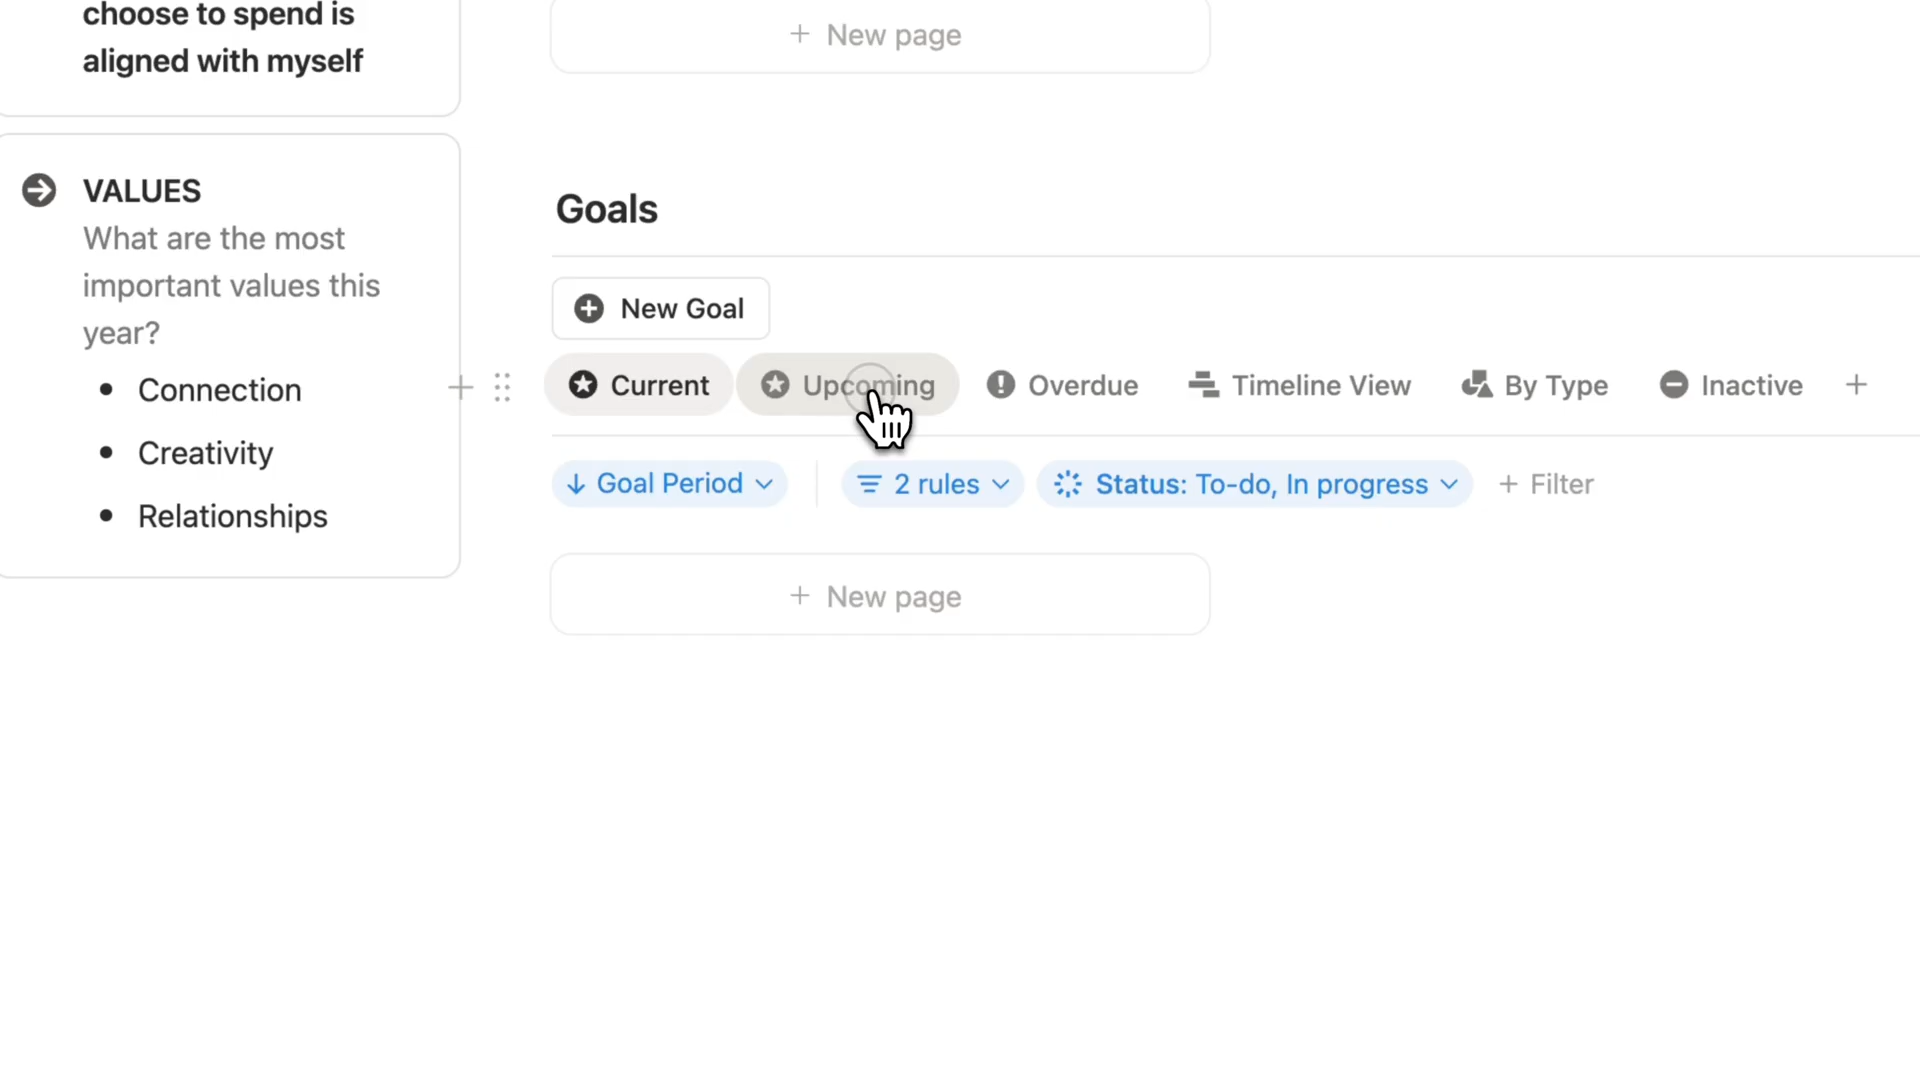 choose to spend is
aligned with myself
VALUES
What are the most
important values this
year?
• Connection
• Creativity
• Relationships
+ New page
Goals
New Goal
Current Upcoming Overdue Timeline View By Type Inactive +
↓ Goal Period 2 rules Status: To-do, In progress + Filter
+ New page